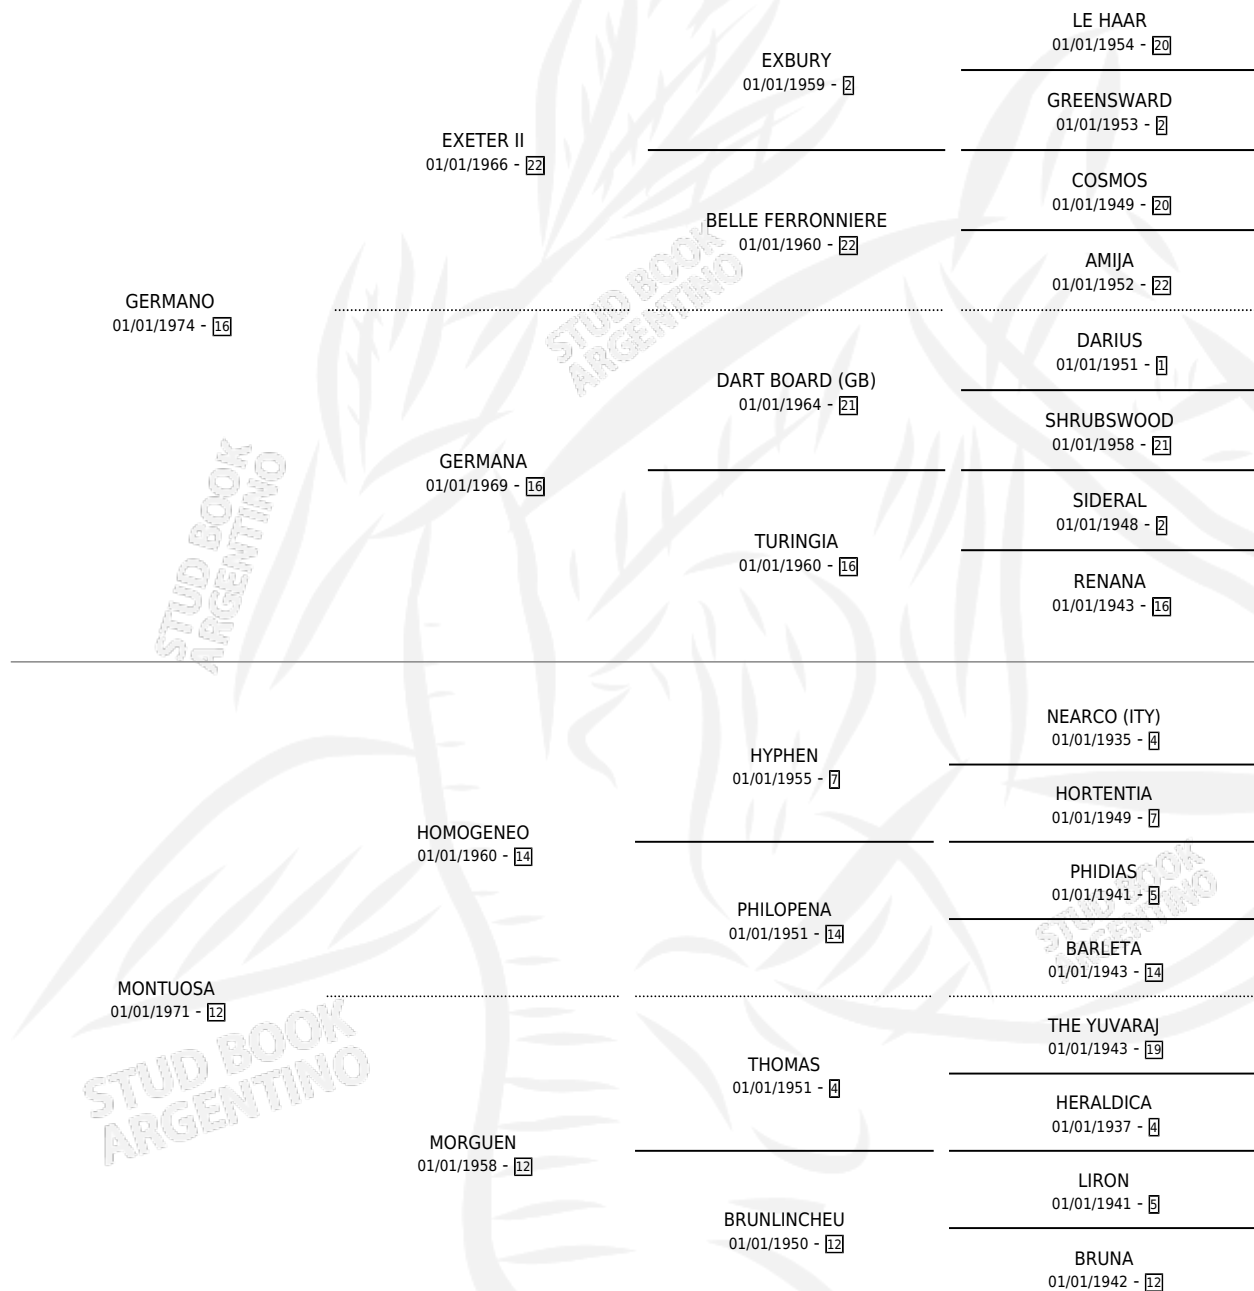 LE HAAR
01/01/1954 - 20
EXBURY
01/01/1959 - 2
GREENSWARD
01/01/1953 - 2
EXETER II
01/01/1966 - 22
COSMOS
01/01/1949 - 20
BELLE FERRONNIERE
01/01/1960 - 22
AMIJA
01/01/1952 - 22
GERMANO
01/01/1974 - 16
DARIUS
01/01/1951 - 1
DART BOARD (GB)
01/01/1964 - 21
SHRUBSWOOD
01/01/1958 - 21
GERMANA
01/01/1969 - 16
SIDERAL
01/01/1948 - 2
TURINGIA
01/01/1960 - 16
RENANA
01/01/1943 - 16
NEARCO (ITY)
01/01/1935 - 4
HYPHEN
01/01/1955 - 7
HORTENTIA
01/01/1949 - 7
HOMOGENEO
01/01/1960 - 14
PHIDIAS
01/01/1941 - 5
PHILOPENA
01/01/1951 - 14
BARLETA
01/01/1943 - 14
MONTUOSA
01/01/1971 - 12
THE YUVARAJ
01/01/1943 - 19
THOMAS
01/01/1951 - 4
HERALDICA
01/01/1937 - 4
MORGUEN
01/01/1958 - 12
LIRON
01/01/1941 - 5
BRUNLINCHEU
01/01/1950 - 12
BRUNA
01/01/1942 - 12
STUD BOOK
ARGENTINO
STUD BOOK
ARGENTINO
STUD BOOK
ARGENTINO
STUD BOOK
ARGENTINO